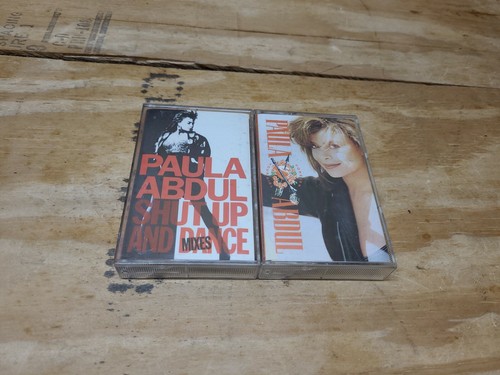 PAULA
ABDUL
SHUT UP
AND DANCE
MIXES
PAULA ABDUL